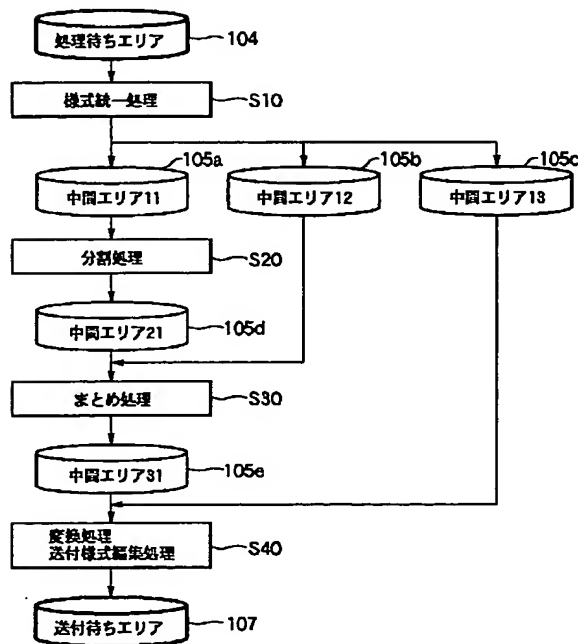 処理待ちエリア
104
様式統一処理
S10
105a
105b
105c
中間エリア11
中間エリア12
中間エリア13
分割処理
S20
中間エリア21
105d
まとめ処理
S30
中間エリア31
105e
変換処理
送付様式編集処理
S40
送付待ちエリア
107